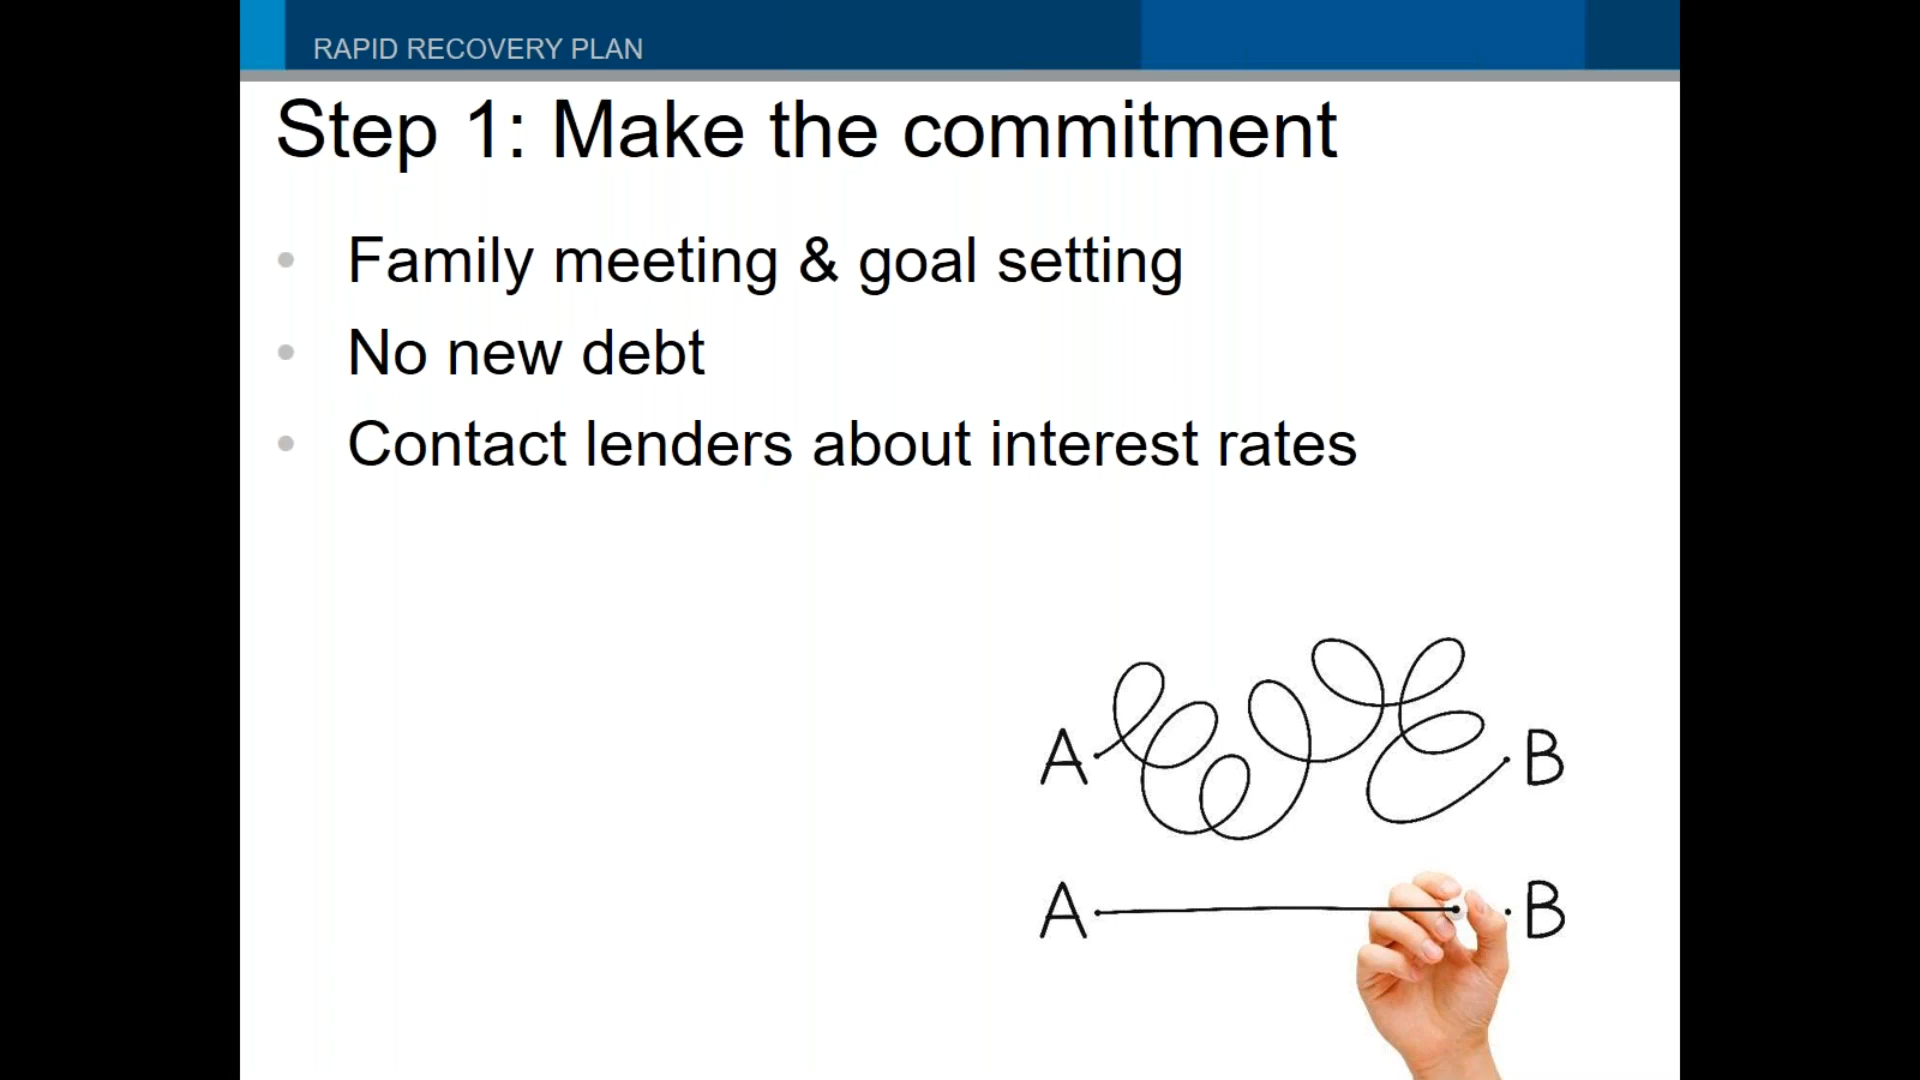 RAPID RECOVERY PLAN
Step 1: Make the commitment
• Family meeting & goal setting
• No new debt
• Contact lenders about interest rates
A B
A B